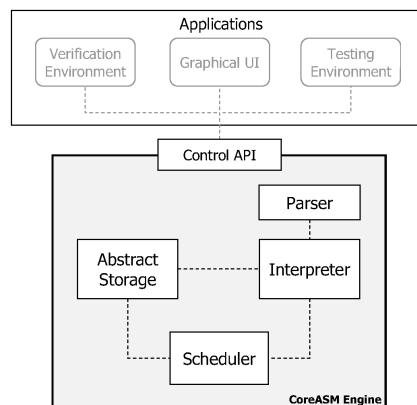 Applications
Verification
Environment
Graphical UI
Testing
Environment
Control API
Parser
Abstract
Storage
Interpreter
Scheduler
CoreASM Engine